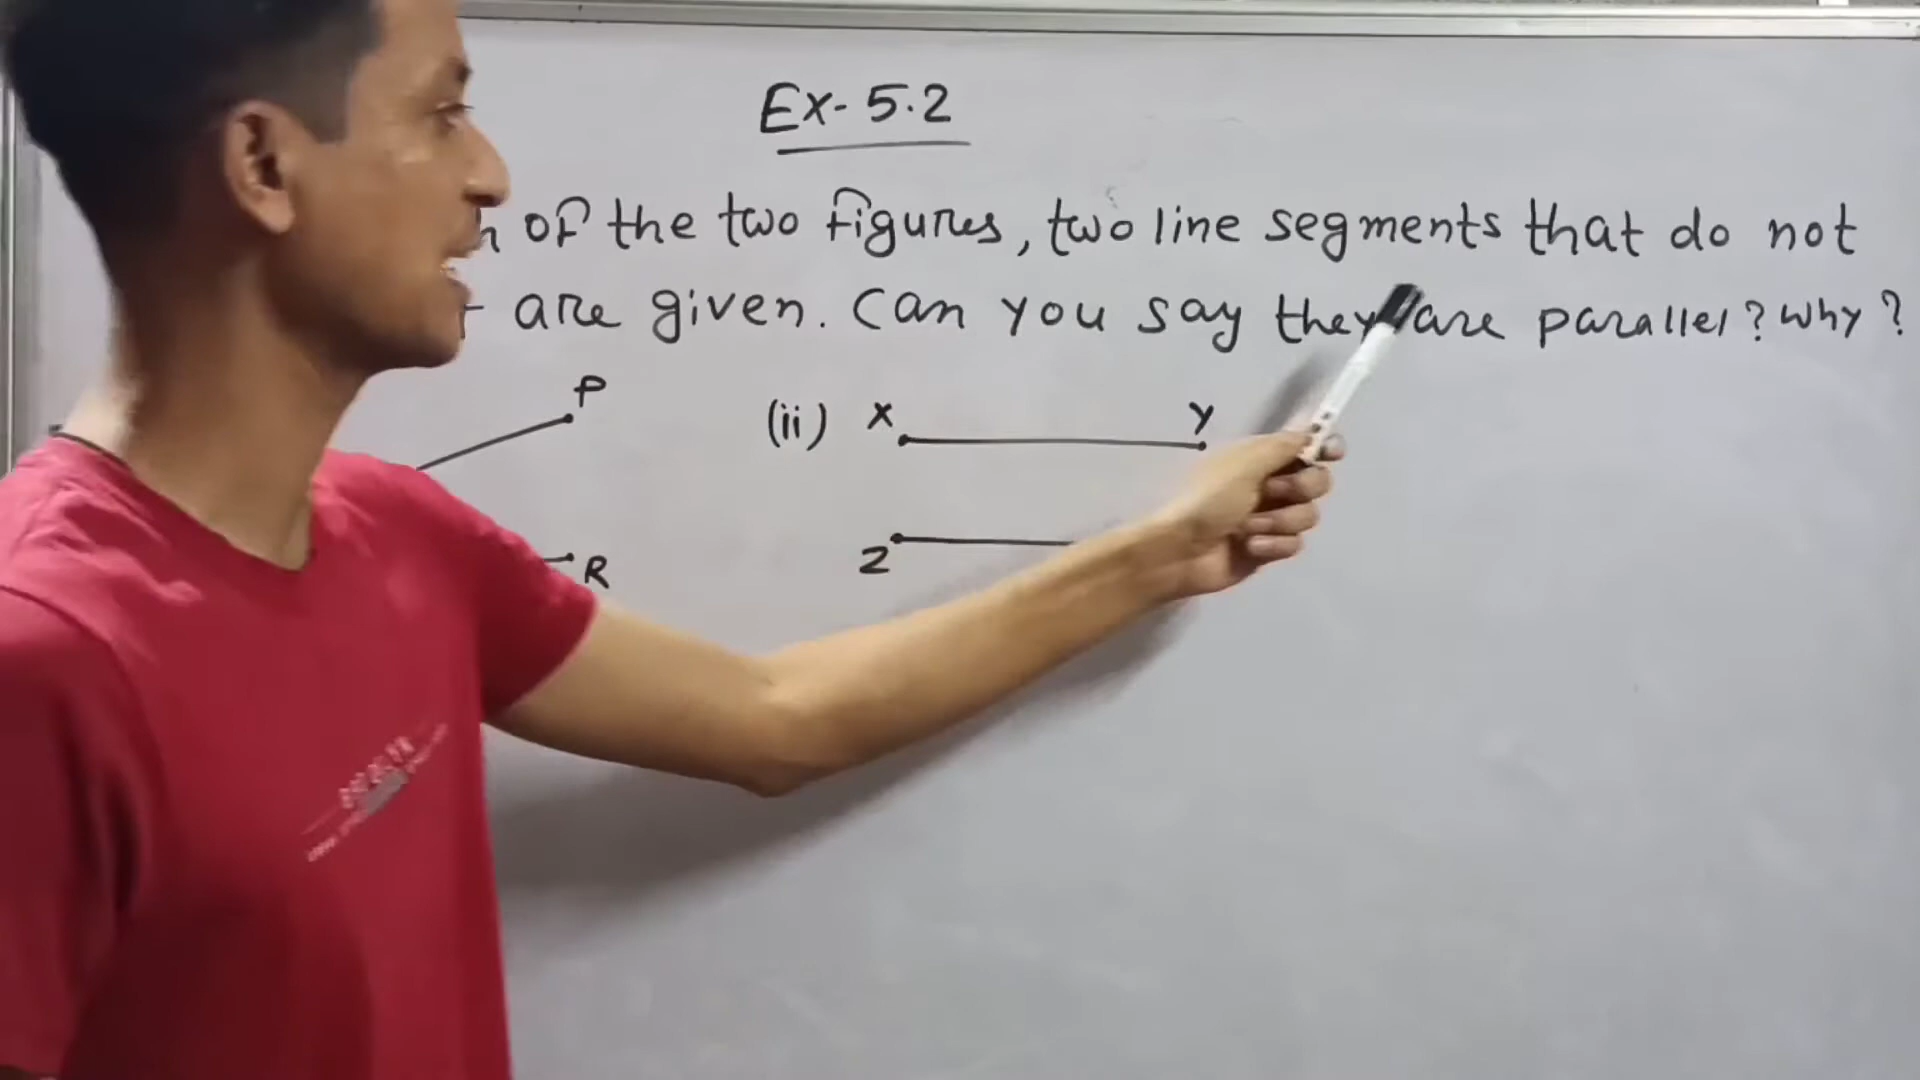 Ex- 5.2
of the two figures, two line segments that do not
are given. Can you say they are parallel? Why?
P
(ii) X Y
Z
R